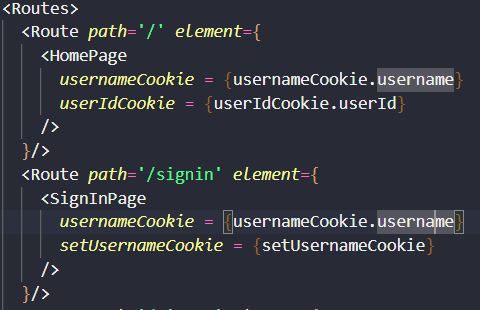 <Routes>
<Route path='/' element={
<HomePage
usernameCookie = {usernameCookie.username}
userIdCookie = {userIdCookie.userId}
/>
}/>
<Route path='/signin' element={
<SignInPage
usernameCookie = {usernameCookie.username}
setUsernameCookie = {setUsernameCookie}
/>
}/>